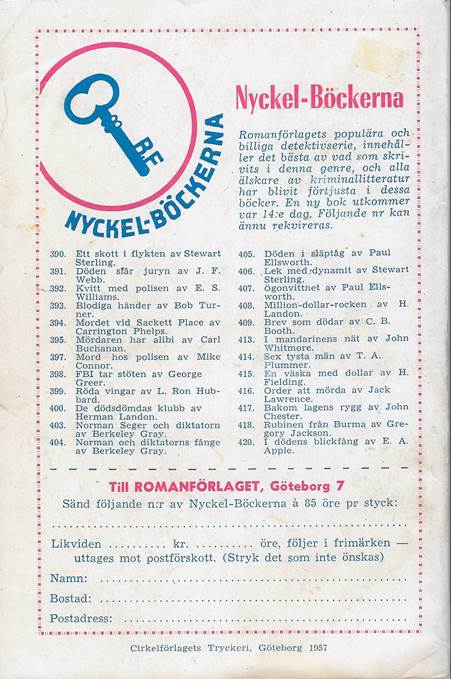 Nyckel-Böckerna
BE
NYCKEL-BÖCKERNA
Romanförlagets populära och
billiga detektivserie, innehål-
ler det bästa av vad som skri-
vits i denna genre, och alla
älskare av kriminallitteratur
har blivit förtjusta i dessa
böcker. En ny bok utkommer
var 14:e dag. Följande nr kan
ännu rekvireras.
390. Ett skott i flykten av Stewart
Sterling.
391. Döden slår juryn av J. F.
Webb.
392. Kvitt med polisen av E. S.
Williams.
393. Blodiga händer av Bob Tur-
ner.
394. Mordet vid Sackett Place av
Carrington Phelps.
395. Mördaren har alibi av Carl
Buchanan.
397. Mord hos polisen av Mike
Connor.
398. FBI tar stöten av George
Greer.
399. Röda vingar av L. Ron Hub-
bard.
400. De dödsdömdas klubb av
Herman Landon.
403. Norman Seger och diktatorn
av Berkeley Gray.
404. Norman och diktatorns fånge
av Berkeley Gray.
405. Döden i släptåg av Paul
Ellsworth.
406. Lek med dynamit av Stewart
Sterling.
407. Ögonvittnet av Paul Ells-
worth.
408. Million-dollar-rocken av H.
Landon.
409. Brev som dödar av C. B.
Booth.
413. I mandarinens nät av John
Whitmore.
414. Sex tysta män av T. A.
Plummer.
415. En väska med dollar av H.
Fielding.
416. Order att mörda av Jack
Lawrence.
417. Bakom lagens rygg av John
Chester.
418. Rubinen från Burma av Gre-
gory Jackson.
420. I dödens blickfång av E. A.
Apple.
Till ROMANFÖRLAGET, Göteborg 7
Sänd följande n:r av Nyckel-Böckerna à 85 öre pr styck:
Likviden .......... kr. .......... öre, följer i frimärken —
uttages mot postförskott. (Stryk det som inte önskas)
Namn: ..........
Bostad: ..........
Postadress: ..........
Cirkelförlagets Tryckeri, Göteborg 1957